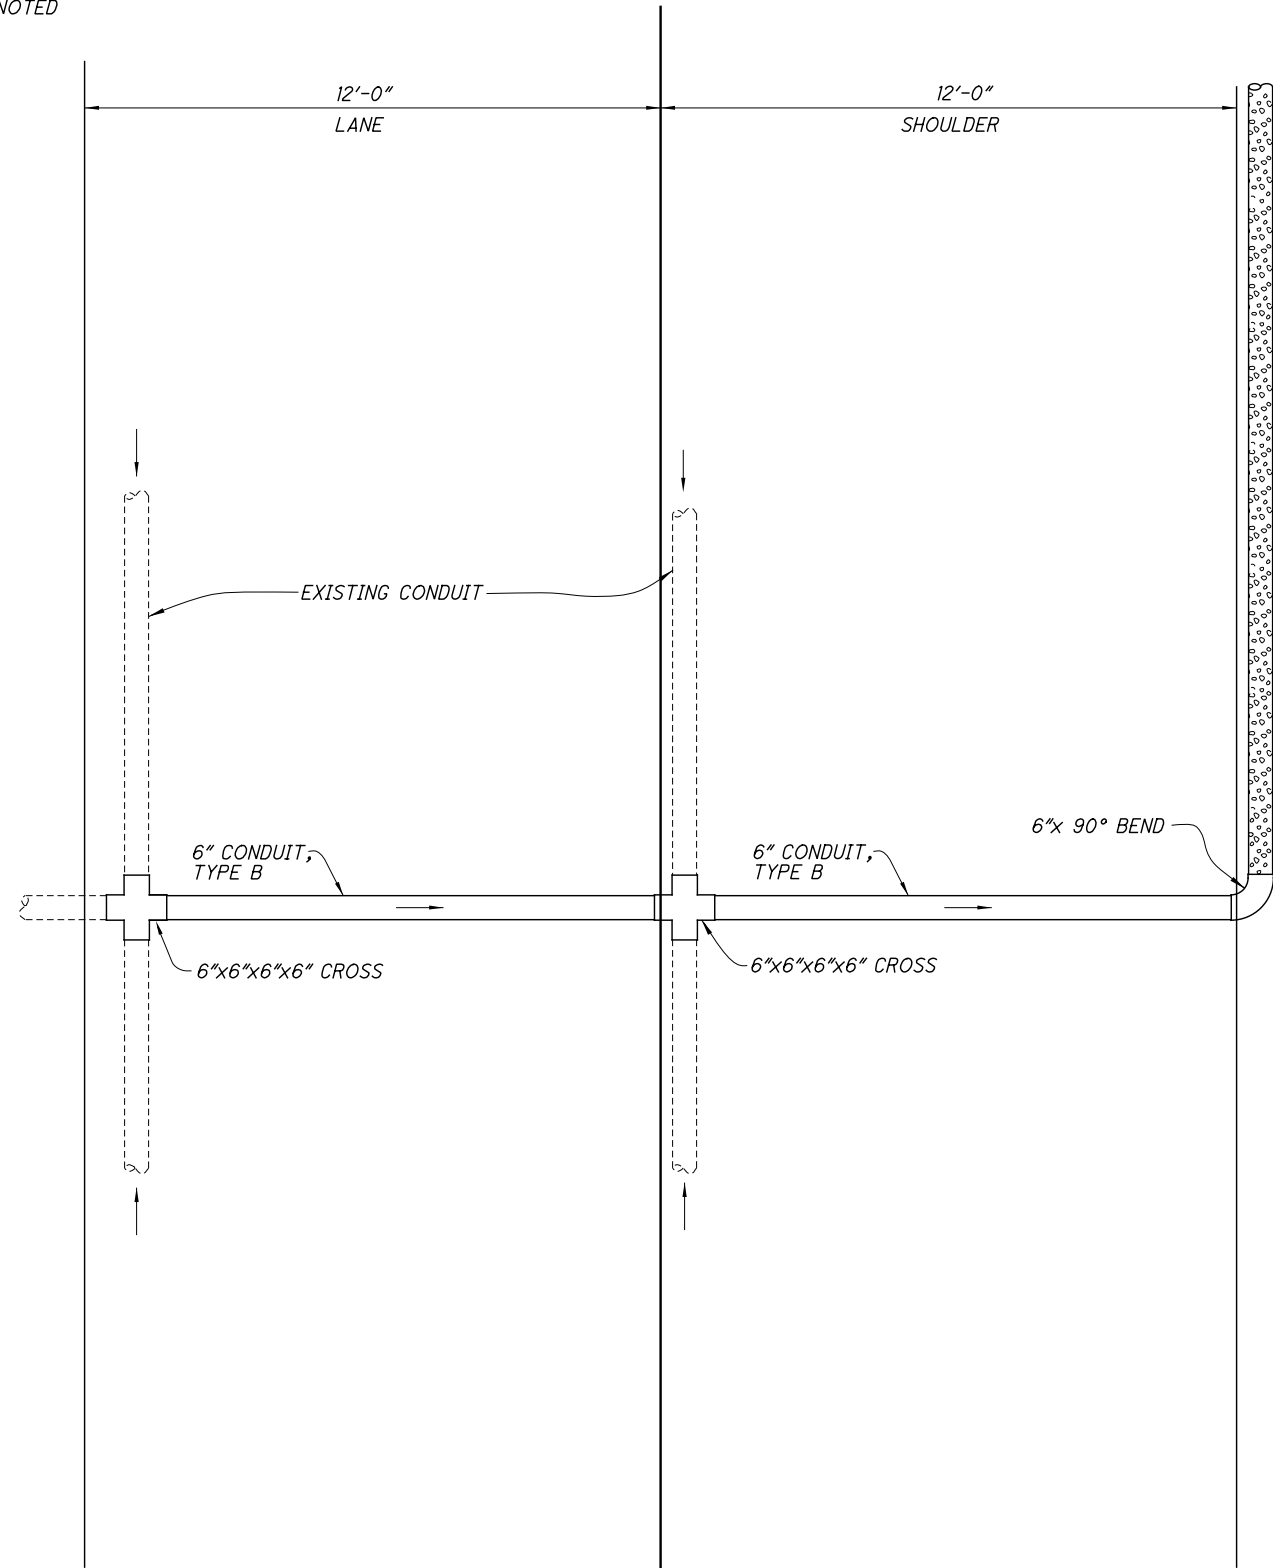 NOTED
12'-0"
LANE
12'-0"
SHOULDER
EXISTING CONDUIT
6"x 90° BEND
6" CONDUIT,
TYPE B
6" CONDUIT,
TYPE B
6"x6"x6"x6" CROSS
6"x6"x6"x6" CROSS